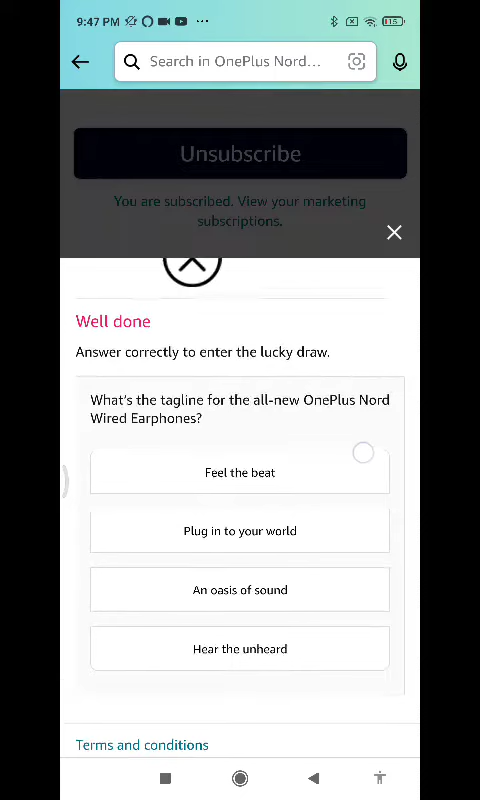 9:47 PM
15
Search in OnePlus Nord...
Unsubscribe
You are subscribed. View your marketing
subscriptions.
Well done
Answer correctly to enter the lucky draw.
What's the tagline for the all-new OnePlus Nord
Wired Earphones?
Feel the beat
Plug in to your world
An oasis of sound
Hear the unheard
Terms and conditions